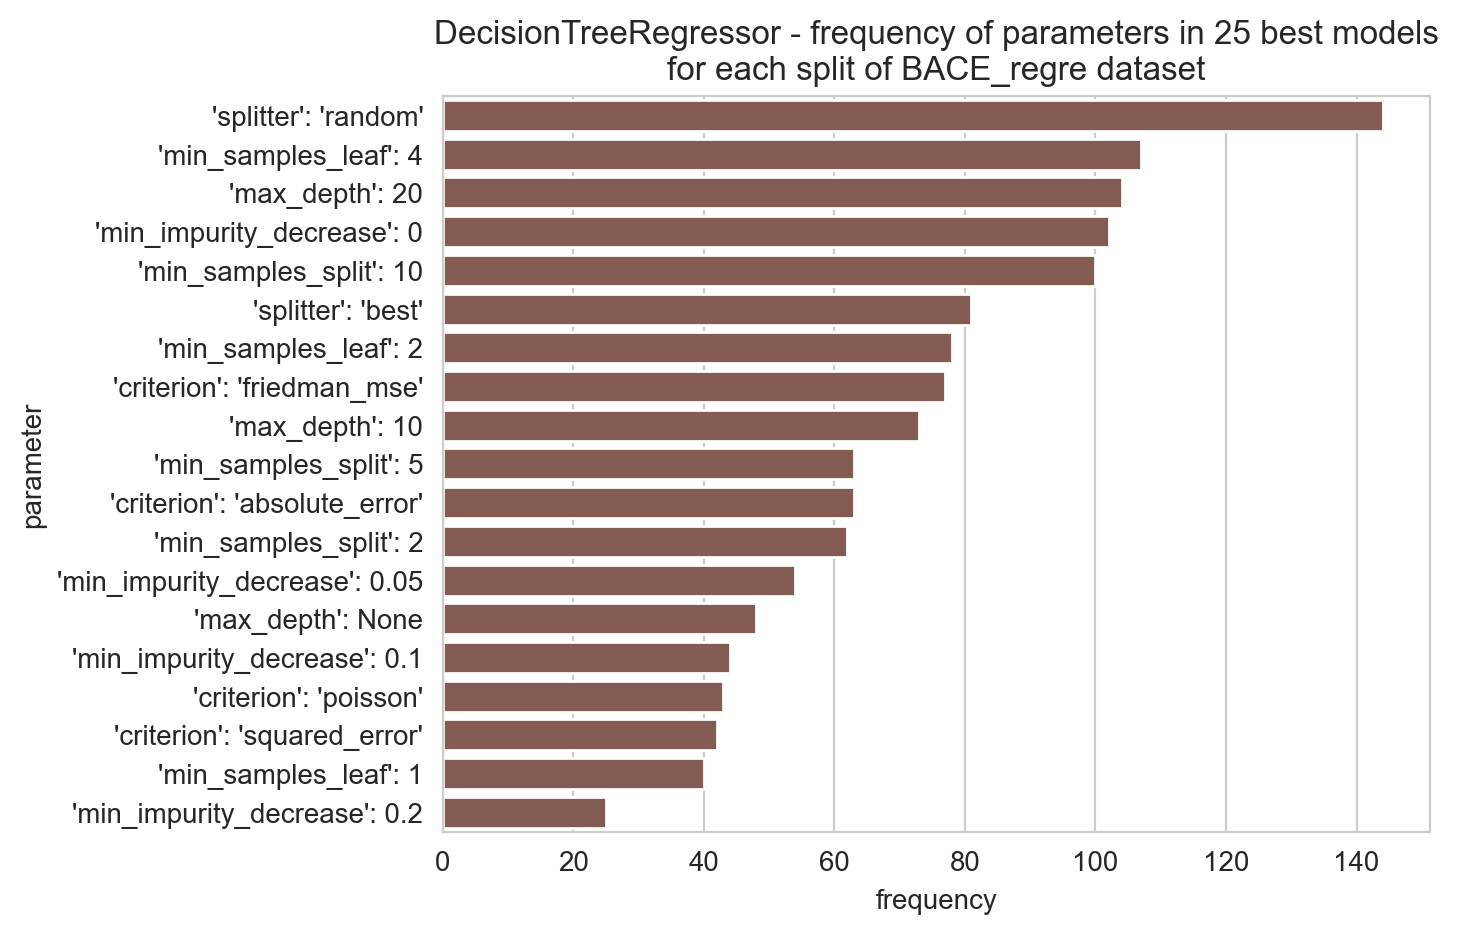 DecisionTreeRegressor - frequency of parameters in 25 best models
for each split of BACE_regre dataset
parameter
'splitter': 'random'
'min_samples_leaf': 4
'max_depth': 20
'min_impurity_decrease': 0
'min_samples_split': 10
'splitter': 'best'
'min_samples_leaf': 2
'criterion': 'friedman_mse'
'max_depth': 10
'min_samples_split': 5
'criterion': 'absolute_error'
'min_samples_split': 2
'min_impurity_decrease': 0.05
'max_depth': None
'min_impurity_decrease': 0.1
'criterion': 'poisson'
'criterion': 'squared_error'
'min_samples_leaf': 1
'min_impurity_decrease': 0.2
0 20 40 60 80 100 120 140
frequency